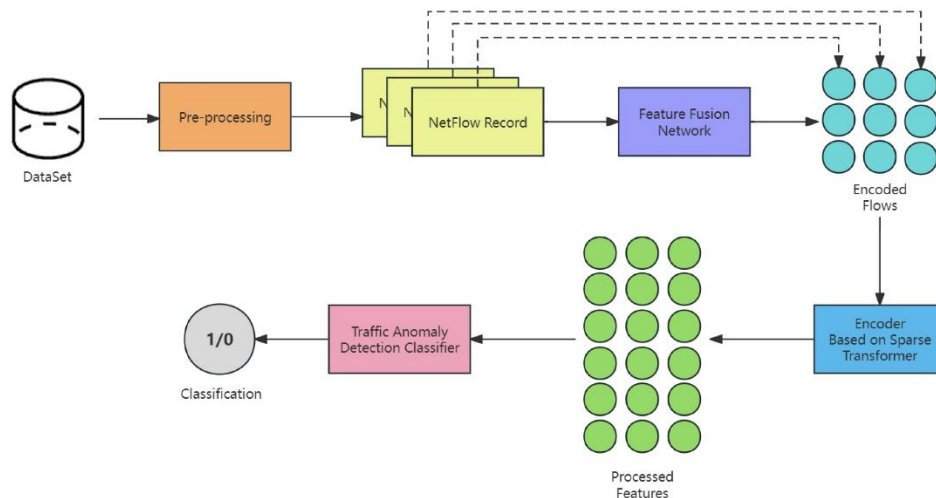 DataSet
Pre-processing
N
N
NetFlow Record
Feature Fusion
Network
Encoded
Flows
Encoder
Based on Sparse
Transformer
Processed
Features
Traffic Anomaly
Detection Classifier
1/0
Classification